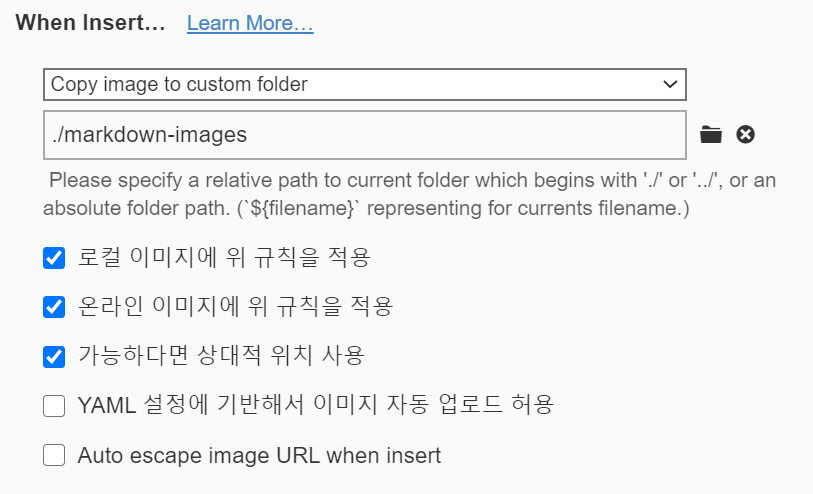 When Insert... Learn More...
Copy image to custom folder
./markdown-images
Please specify a relative path to current folder which begins with './' or '../', or an
absolute folder path. (`${filename}` representing for currents filename.)
로컬 이미지에 위 규칙을 적용
온라인 이미지에 위 규칙을 적용
가능하다면 상대적 위치 사용
YAML 설정에 기반해서 이미지 자동 업로드 허용
Auto escape image URL when insert